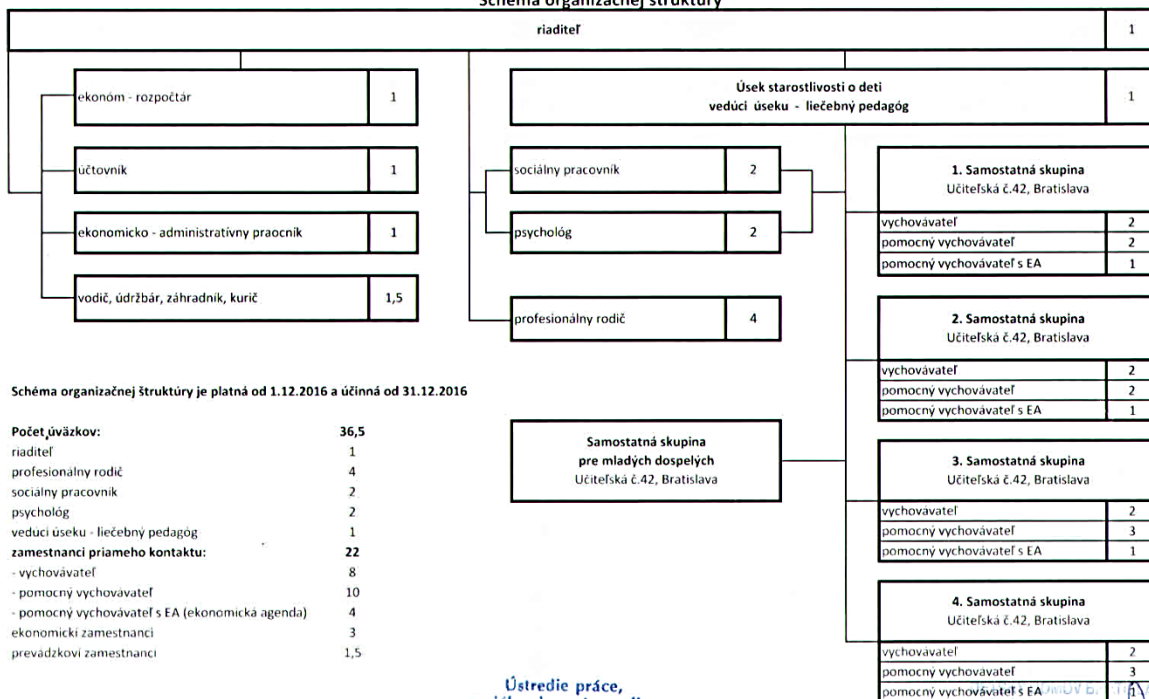 Schéma organizačnej štruktúry
riaditeľ 1
ekonóm - rozpočtár 1
účtovník 1
ekonomicko - administratívny praocník 1
vodič, údržbár, záhradník, kurič 1,5
Úsek starostlivosti o deti
vedúci úseku - liečebný pedagóg 1
sociálny pracovník 2
psychológ 2
profesionálny rodič 4
1. Samostatná skupina
Učiteľská č.42, Bratislava
vychovávateľ 2
pomocný vychovávateľ 2
pomocný vychovávateľ s EA 1
2. Samostatná skupina
Učiteľská č.42, Bratislava
vychovávateľ 2
pomocný vychovávateľ 2
pomocný vychovávateľ s EA 1
Samostatná skupina
pre mladých dospelých
Učiteľská č.42, Bratislava
3. Samostatná skupina
Učiteľská č.42, Bratislava
vychovávateľ 2
pomocný vychovávateľ 3
pomocný vychovávateľ s EA 1
4. Samostatná skupina
Učiteľská č.42, Bratislava
vychovávateľ 2
pomocný vychovávateľ 3
pomocný vychovávateľ s EA 1
Schéma organizačnej štruktúry je platná od 1.12.2016 a účinná od 31.12.2016
Počet úväzkov: 36,5
riaditeľ 1
profesionálny rodič 4
sociálny pracovník 2
psychológ 2
vedúci úseku - liečebný pedagóg 1
zamestnanci priameho kontaktu: 22
- vychovávateľ 8
- pomocný vychovávateľ 10
- pomocný vychovávateľ s EA (ekonomická agenda) 4
ekonomickí zamestnanci 3
prevádzkoví zamestnanci 1,5
Ústredie práce,